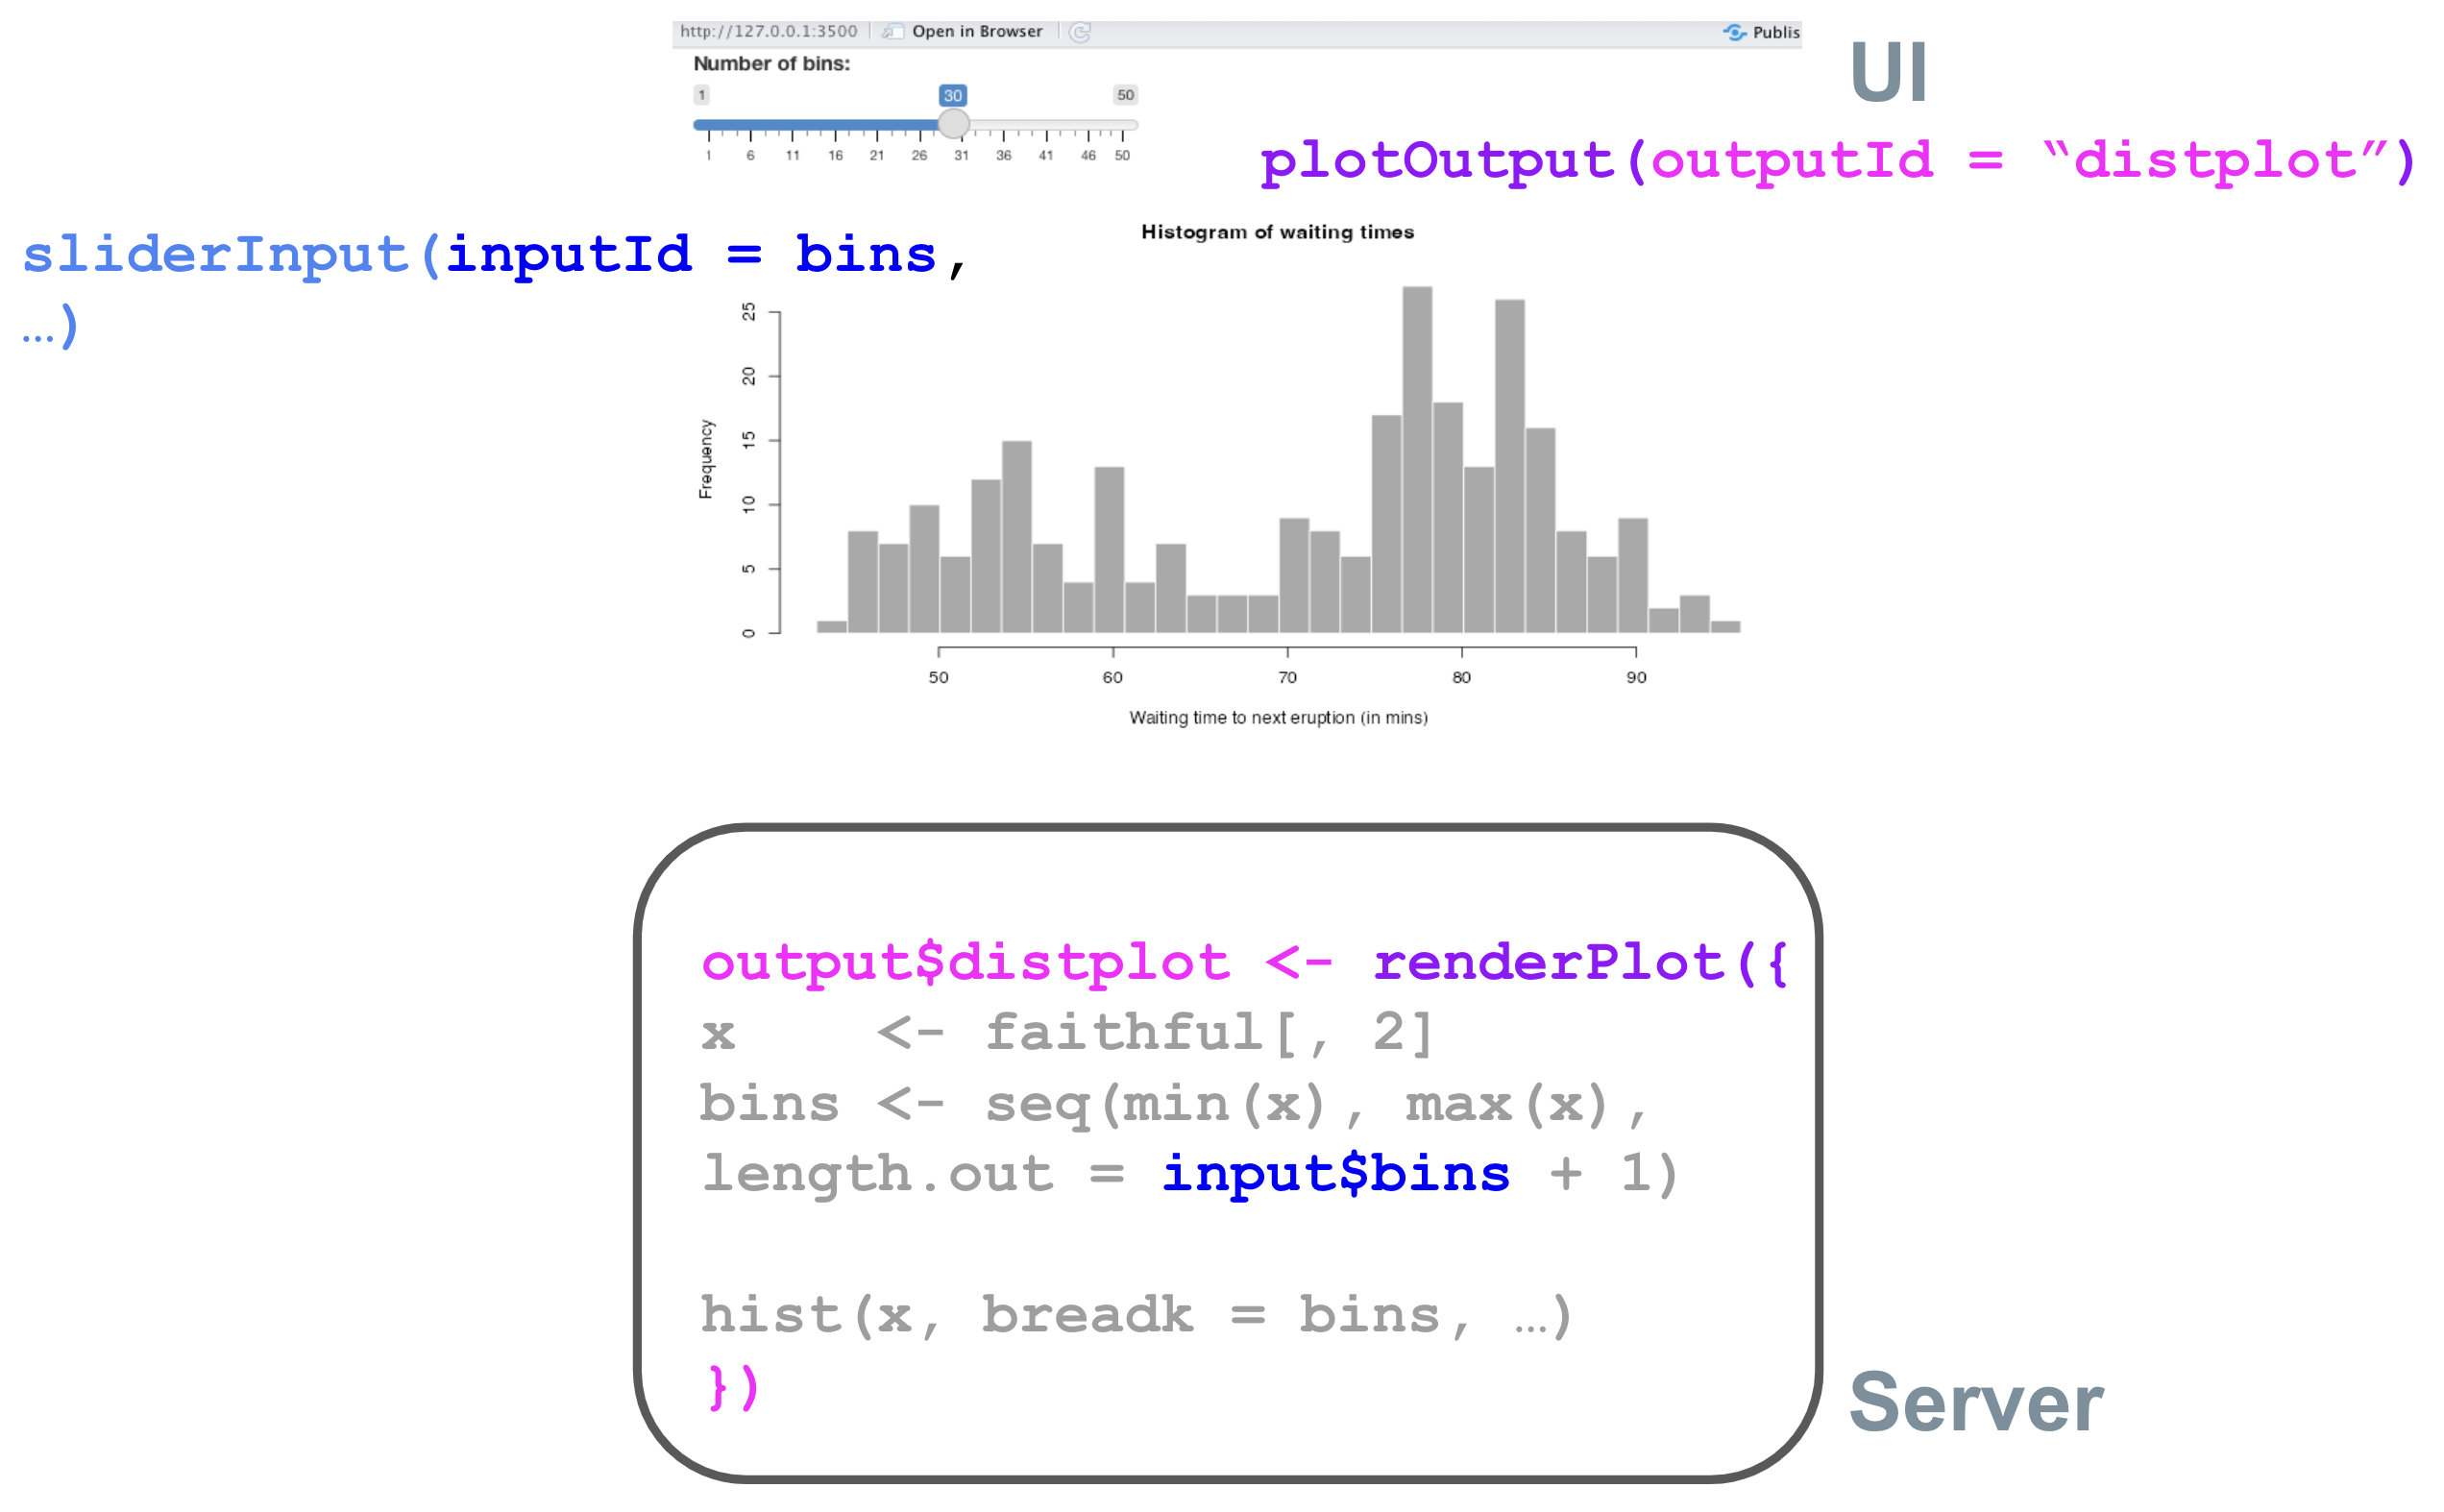 http://127.0.0.1:3500 Open in Browser Publis
UI
Number of bins:
1 30 50
1 6 11 16 21 26 31 36 41 46 50
plotOutput(outputId = “distplot”)
sliderInput(inputId = bins,
…)
Histogram of waiting times
Frequency
25
20
15
10
5
0
50 60 70 80 90
Waiting time to next eruption (in mins)
output$distplot <- renderPlot({
x    <- faithful[, 2]
bins <- seq(min(x), max(x),
length.out = input$bins + 1)
hist(x, breadk = bins, …)
})
Server